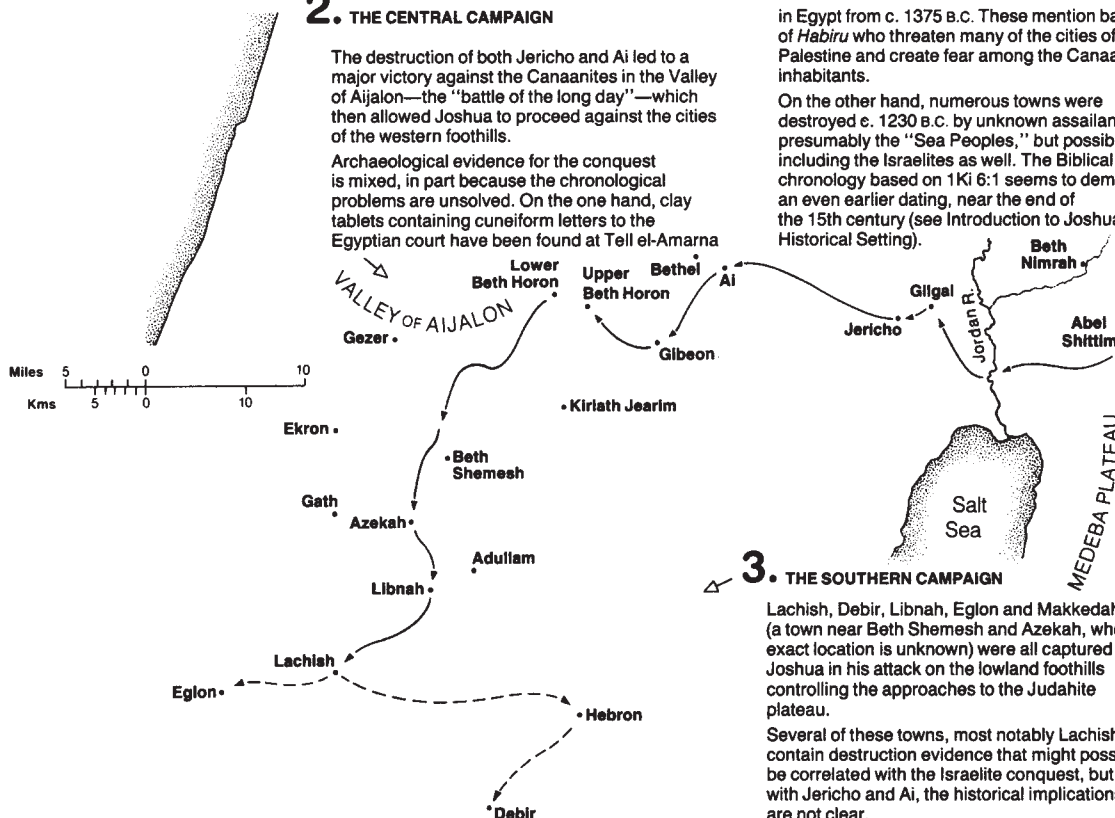 2. THE CENTRAL CAMPAIGN
The destruction of both Jericho and Ai led to a
major victory against the Canaanites in the Valley
of Aijalon—the "battle of the long day"—which
then allowed Joshua to proceed against the cities
of the western foothills.
Archaeological evidence for the conquest
is mixed, in part because the chronological
problems are unsolved. On the one hand, clay
tablets containing cuneiform letters to the
Egyptian court have been found at Tell el-Amarna
in Egypt from c. 1375 B.C. These mention ba
of Habiru who threaten many of the cities of
Palestine and create fear among the Canaa
inhabitants.
On the other hand, numerous towns were
destroyed c. 1230 B.C. by unknown assailan
presumably the "Sea Peoples," but possib
including the Israelites as well. The Biblical
chronology based on 1Ki 6:1 seems to dem
an even earlier dating, near the end of
the 15th century (see Introduction to Joshua
Historical Setting).
VALLEY OF AIJALON
Lower
Beth Horon
Upper
Beth Horon
Bethel
Ai
Gezer
Gibeon
Jericho
Gilgal
Jordan R.
Beth
Nimrah
Abel
Shittim
Miles 5 0 10
Kms 5 0 10
Kiriath Jearim
Ekron
Beth
Shemesh
Gath
Azekah
Adullam
Libnah
Lachish
Eglon
Hebron
Debir
Salt
Sea
MEDEBA PLATEAU
3. THE SOUTHERN CAMPAIGN
Lachish, Debir, Libnah, Eglon and Makkedah
(a town near Beth Shemesh and Azekah, who
exact location is unknown) were all captured
Joshua in his attack on the lowland foothills
controlling the approaches to the Judahite
plateau.
Several of these towns, most notably Lachish
contain destruction evidence that might poss
be correlated with the Israelite conquest, but
with Jericho and Ai, the historical implications
are not clear